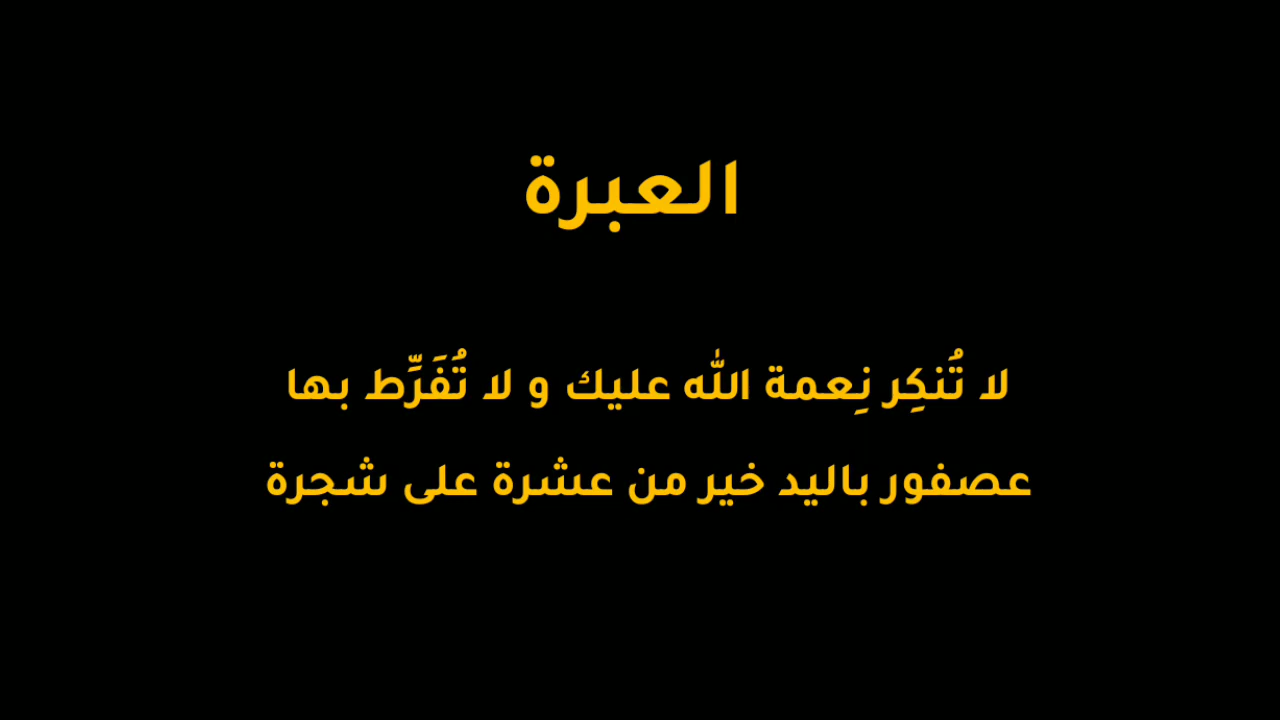 العبرة
لا تُنكِر نِعمة الله عليك و لا تُفَرِّط بها
عصفور باليد خير من عشرة على شجرة